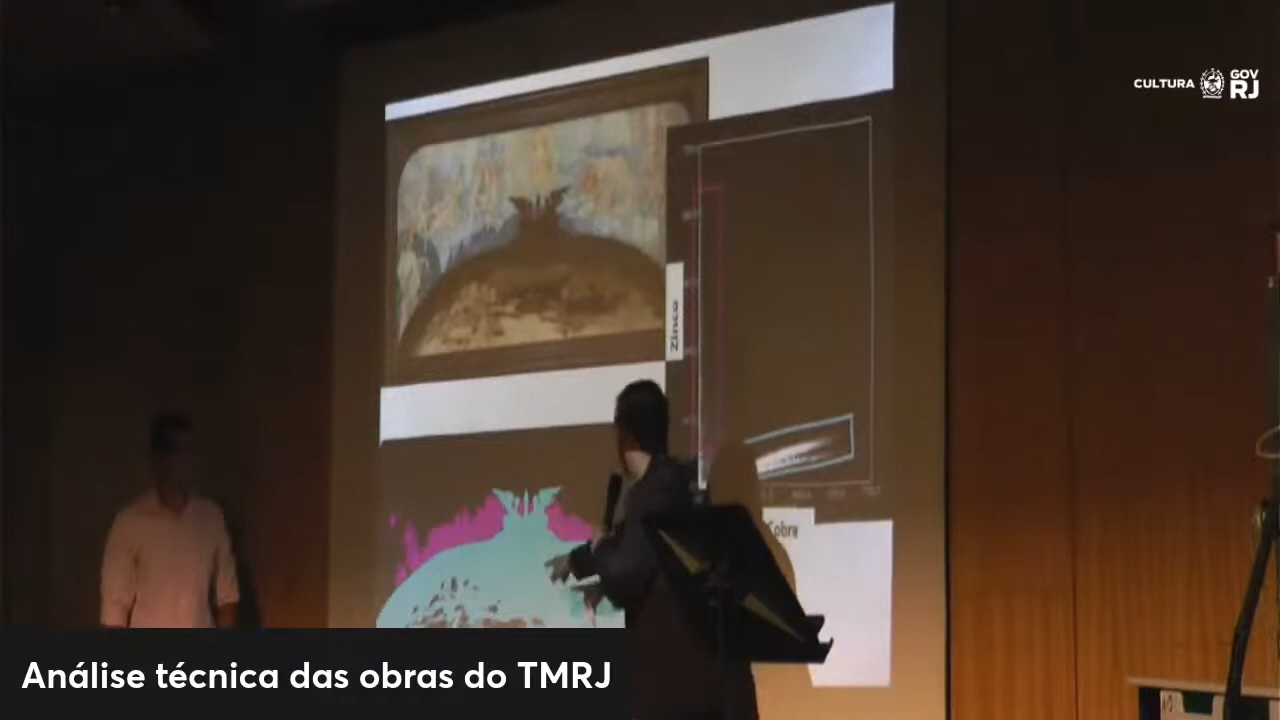 CULTURA
GOV
RJ
Zinco
Cobre
Análise técnica das obras do TMRJ